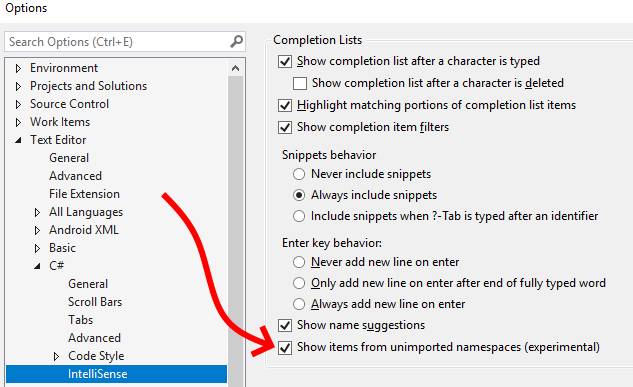 Options
Search Options (Ctrl+E)
Environment
Projects and Solutions
Source Control
Work Items
Text Editor
General
Advanced
File Extension
All Languages
Android XML
Basic
C#
General
Scroll Bars
Tabs
Advanced
Code Style
IntelliSense
Completion Lists
Show completion list after a character is typed
Show completion list after a character is deleted
Highlight matching portions of completion list items
Show completion item filters
Snippets behavior
Never include snippets
Always include snippets
Include snippets when ?-Tab is typed after an identifier
Enter key behavior:
Never add new line on enter
Only add new line on enter after end of fully typed word
Always add new line on enter
Show name suggestions
Show items from unimported namespaces (experimental)